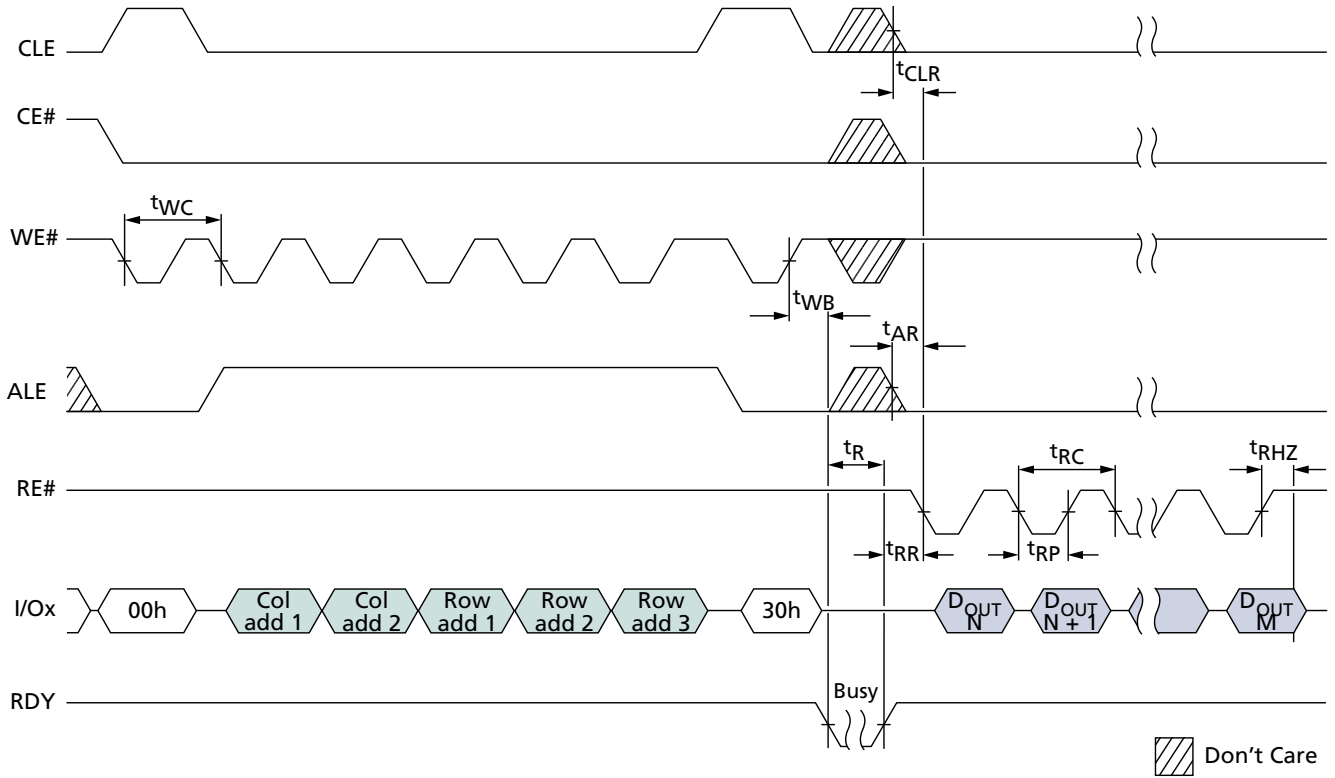 CLE
tCLR
CE#
tWC
WE#
tWB
tAR
ALE
tR
tRC
tRHZ
RE#
tRR
tRP
I/Ox
00h
Col
add 1
Col
add 2
Row
add 1
Row
add 2
Row
add 3
30h
DOUT
N
DOUT
N + 1
DOUT
M
RDY
Busy
Don't Care